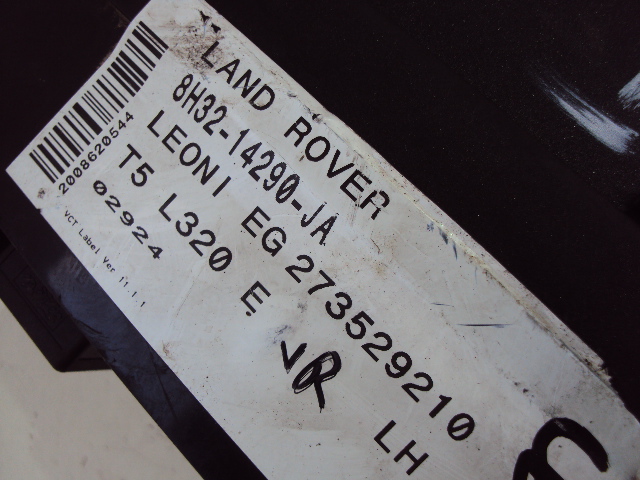 LAND ROVER
8H32-14290-JA
LEONI EG 273529210
T5 L320 E LH
02924
VR
2008620544
VCT Label Ver 11.1.1